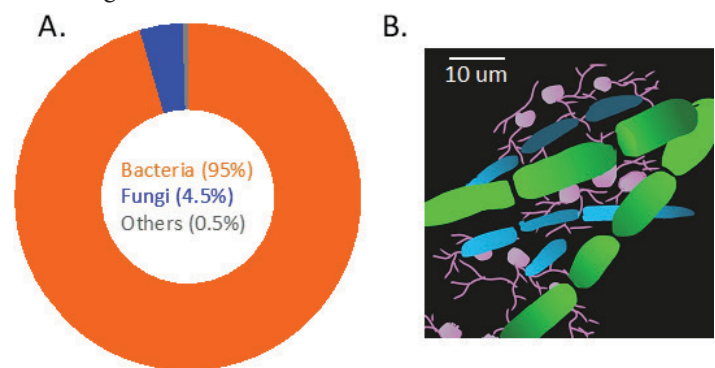 A.
B.
10 um
Bacteria (95%)
Fungi (4.5%)
Others (0.5%)